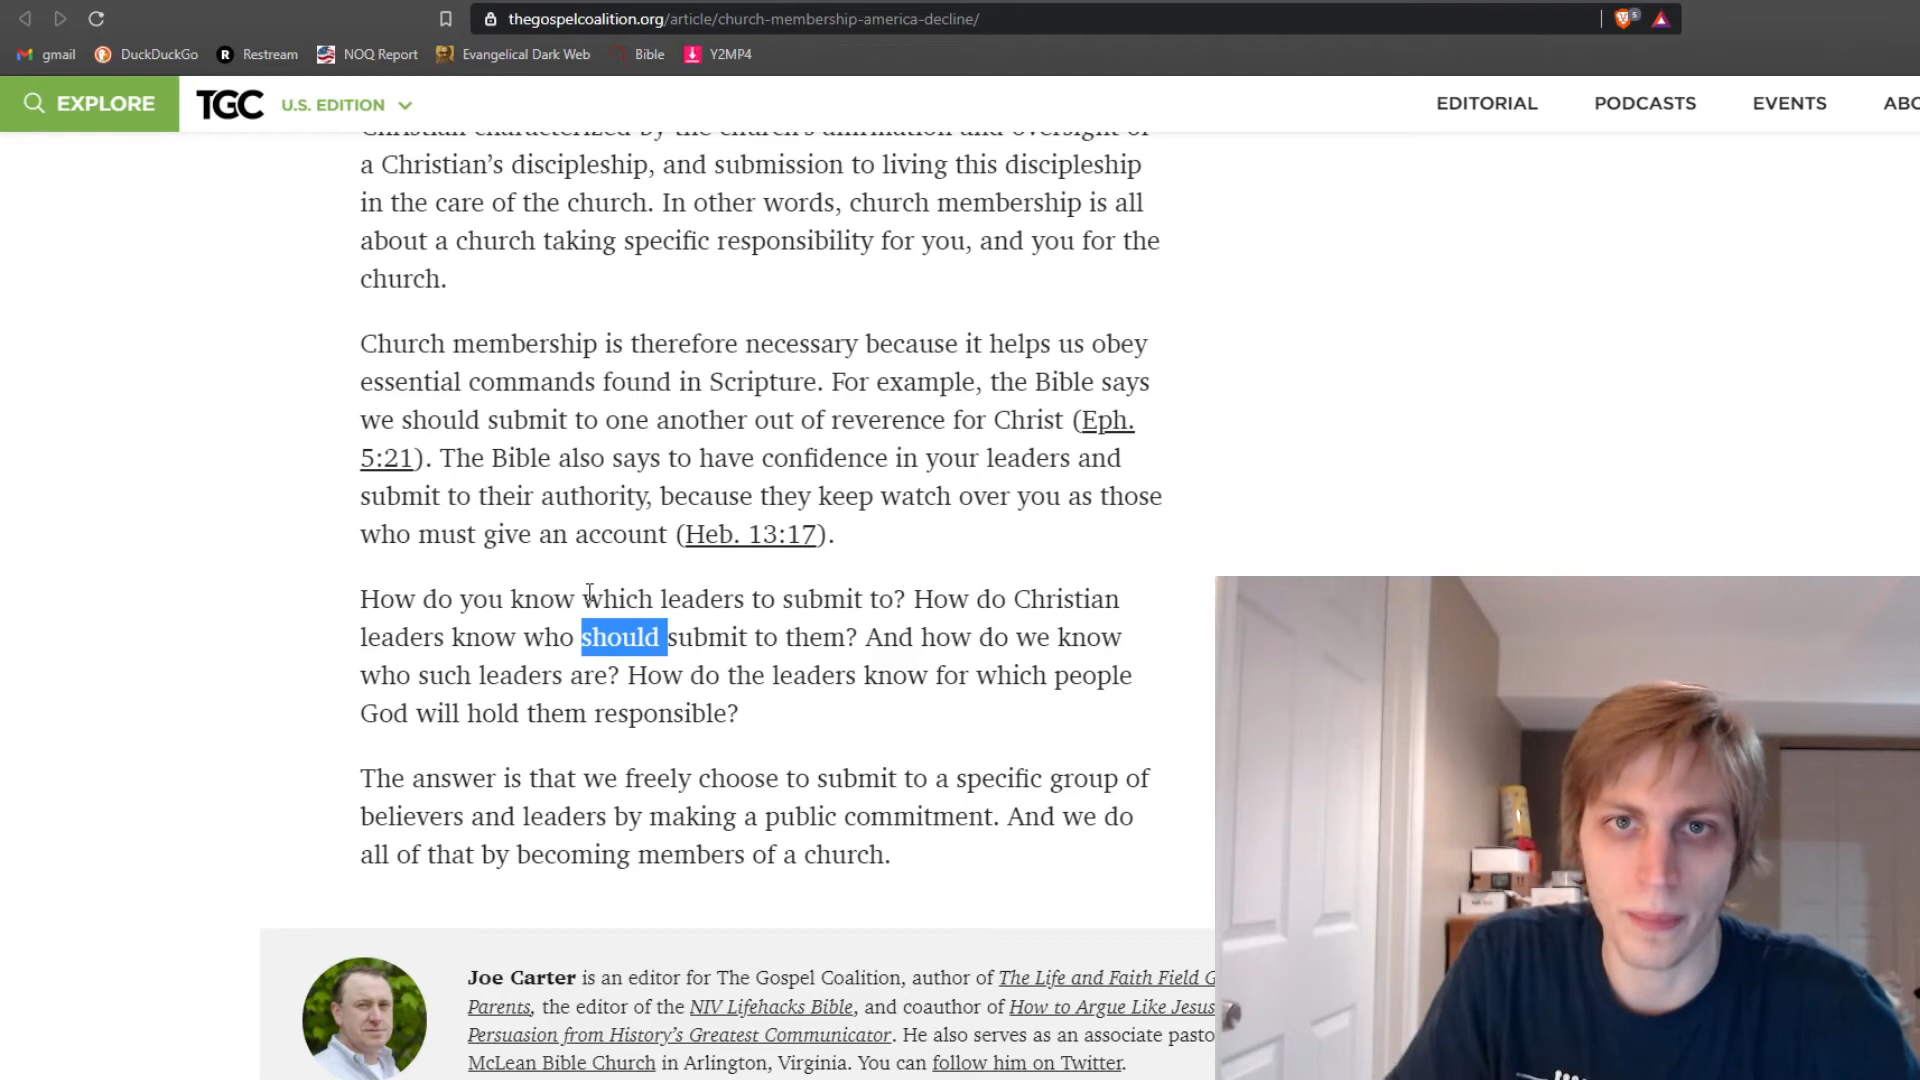 thegospelcoalition.org/article/church-membership-america-decline/
5
gmail DuckDuckGo R Restream NOQ Report Evangelical Dark Web Bible Y2MP4
EXPLORE TGC U.S. EDITION EDITORIAL PODCASTS EVENTS ABO
Christian characterized by the church's affirmation and oversight of
a Christian’s discipleship, and submission to living this discipleship
in the care of the church. In other words, church membership is all
about a church taking specific responsibility for you, and you for the
church.
Church membership is therefore necessary because it helps us obey
essential commands found in Scripture. For example, the Bible says
we should submit to one another out of reverence for Christ (Eph.
5:21). The Bible also says to have confidence in your leaders and
submit to their authority, because they keep watch over you as those
who must give an account (Heb. 13:17).
How do you know which leaders to submit to? How do Christian
leaders know who should submit to them? And how do we know
who such leaders are? How do the leaders know for which people
God will hold them responsible?
The answer is that we freely choose to submit to a specific group of
believers and leaders by making a public commitment. And we do
all of that by becoming members of a church.
Joe Carter is an editor for The Gospel Coalition, author of The Life and Faith Field G
Parents, the editor of the NIV Lifehacks Bible, and coauthor of How to Argue Like Jesus
Persuasion from History’s Greatest Communicator. He also serves as an associate pasto
McLean Bible Church in Arlington, Virginia. You can follow him on Twitter.